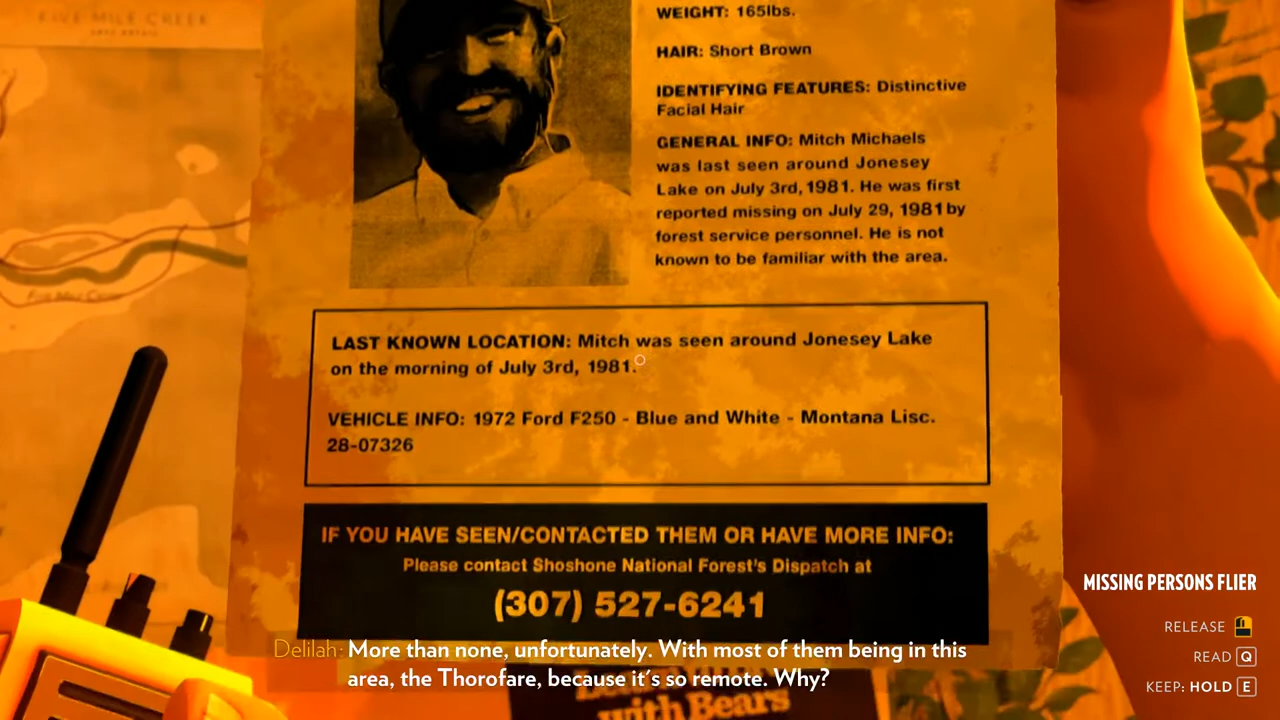 FIVE MILE CREEK
WEIGHT: 165lbs.
HAIR: Short Brown
IDENTIFYING FEATURES: Distinctive
Facial Hair
GENERAL INFO: Mitch Michaels
was last seen around Jonesey
Lake on July 3rd, 1981. He was first
reported missing on July 29, 1981 by
forest service personnel. He is not
known to be familiar with the area.
LAST KNOWN LOCATION: Mitch was seen around Jonesey Lake
on the morning of July 3rd, 1981.
VEHICLE INFO: 1972 Ford F250 - Blue and White - Montana Lisc.
28-07326
IF YOU HAVE SEEN/CONTACTED THEM OR HAVE MORE INFO:
Please contact Shoshone National Forest's Dispatch at
(307) 527-6241
MISSING PERSONS FLIER
RELEASE
READ Q
KEEP: HOLD E
Delilah: More than none, unfortunately. With most of them being in this
area, the Thorofare, because it's so remote. Why?
with Bears